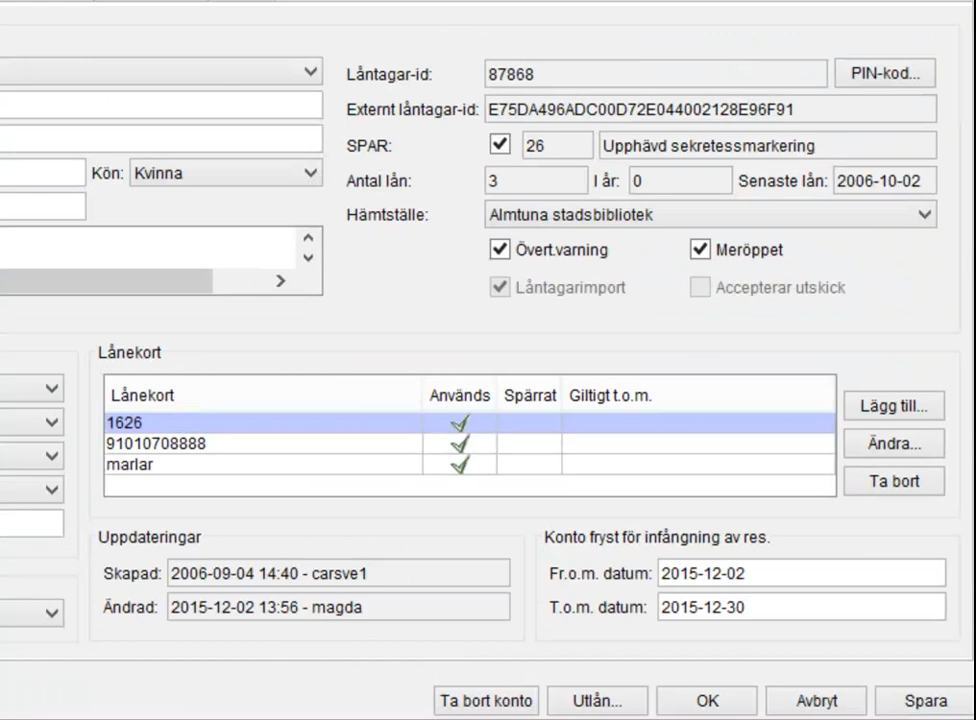 Låntagar-id: 87868 PIN-kod...
Externt låntagar-id: E75DA496ADC00D72E044002128E96F91
SPAR: 26 Upphävd sekretessmarkering
Kön: Kvinna
Antal lån: 3 I år: 0 Senaste lån: 2006-10-02
Hämtställe: Almtuna stadsbibliotek
Övert.varning Meröppet
Låntagarimport Accepterar utskick
Lånekort
Lånekort Används Spärrat Giltigt t.o.m.
1626
91010708888
marlar
Lägg till...
Ändra...
Ta bort
Uppdateringar
Skapad: 2006-09-04 14:40 - carsve1
Ändrad: 2015-12-02 13:56 - magda
Konto fryst för infångning av res.
Fr.o.m. datum: 2015-12-02
T.o.m. datum: 2015-12-30
Ta bort konto Utlån... OK Avbryt Spara